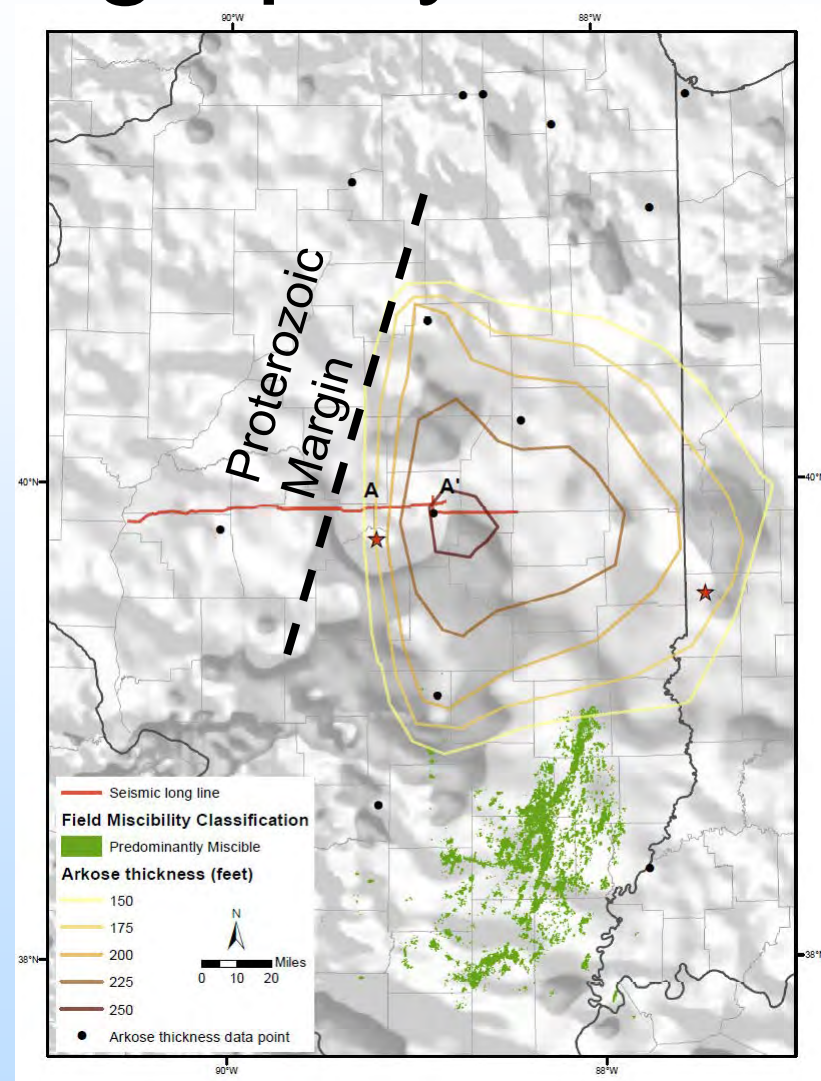 90°W 88°W
Proterozoic
Margin
40°N 40°N
A A'
Seismic long line
Field Miscibility Classification
Predominantly Miscible
Arkose thickness (feet)
150
175
N
200
225
Miles
0 10 20
250
Arkose thickness data point
38°N 38°N
90°W 88°W